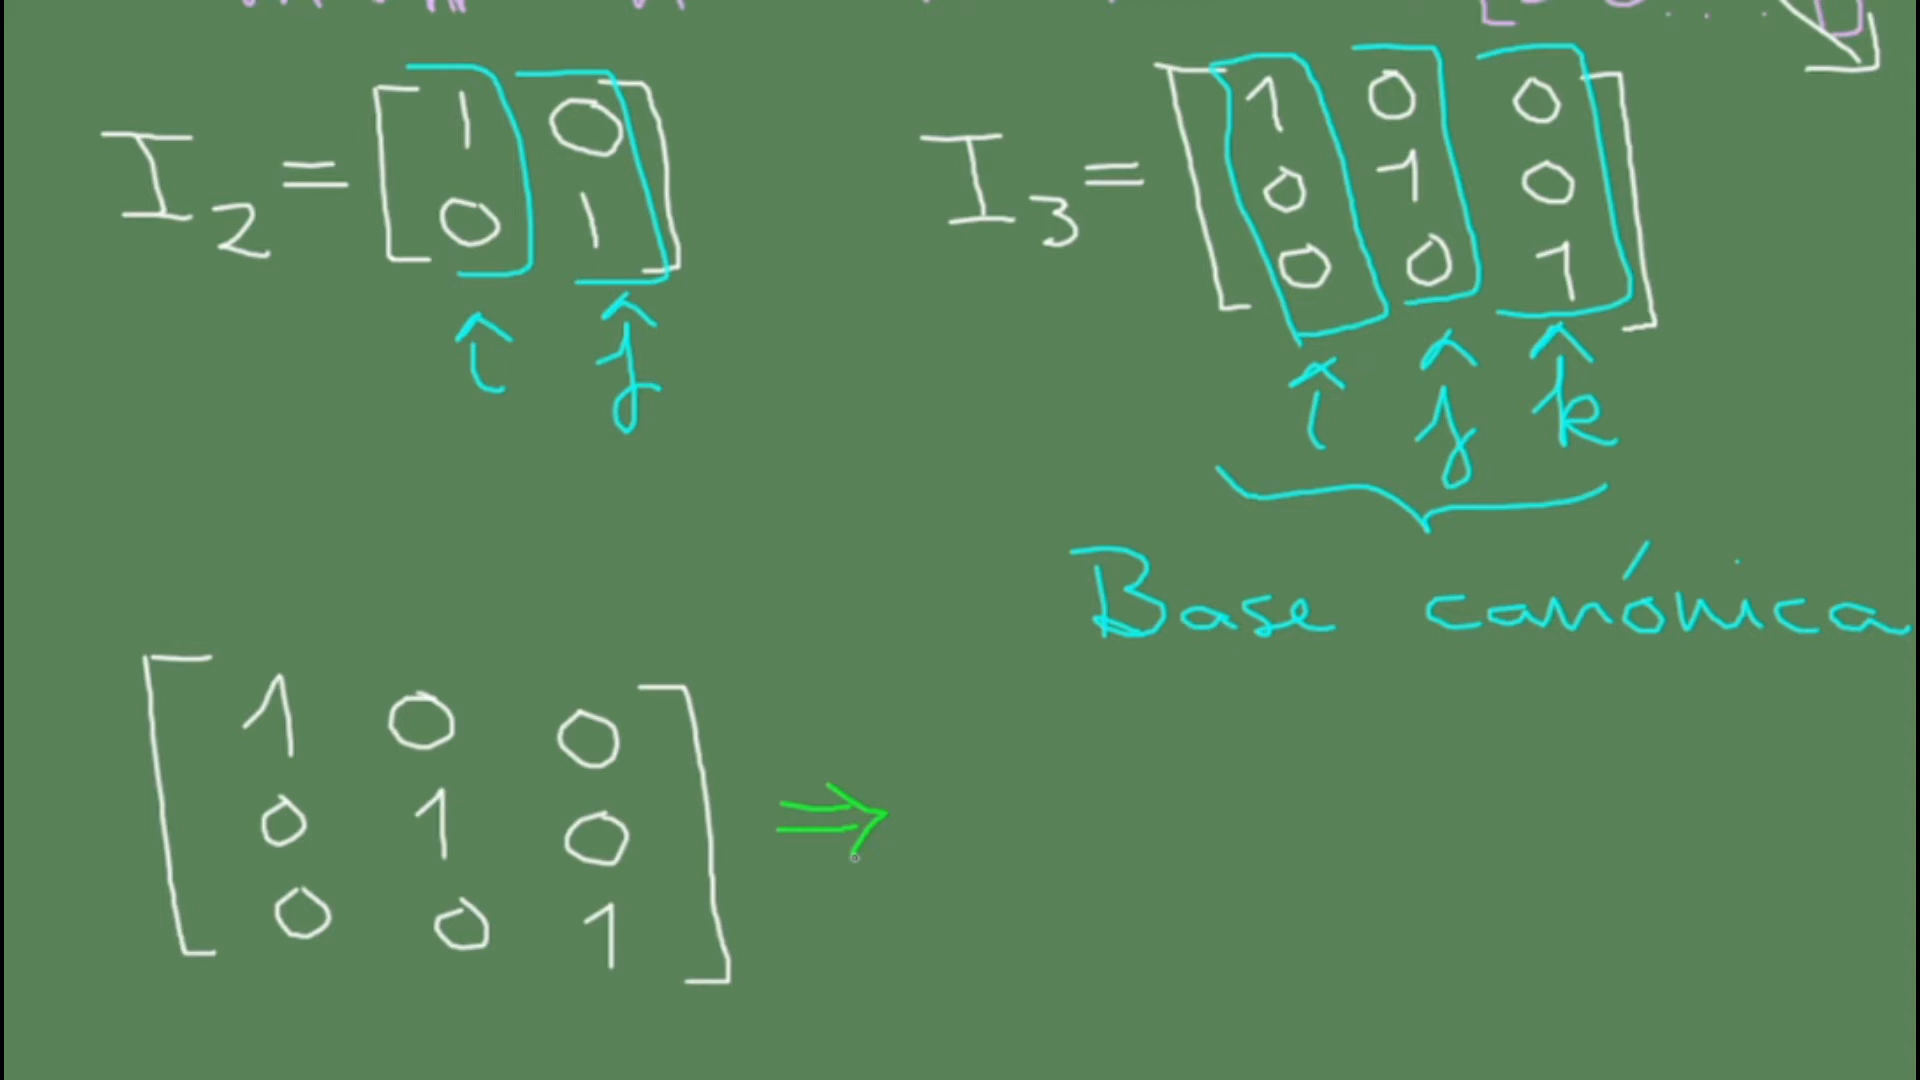 I₂ = [1 0] I₃ = [1 0 0]
[0 1] [0 1 0]
[0 0 1]
i j i j k
Base canónica
[1 0 0] ⇒
[0 1 0]
[0 0 1]